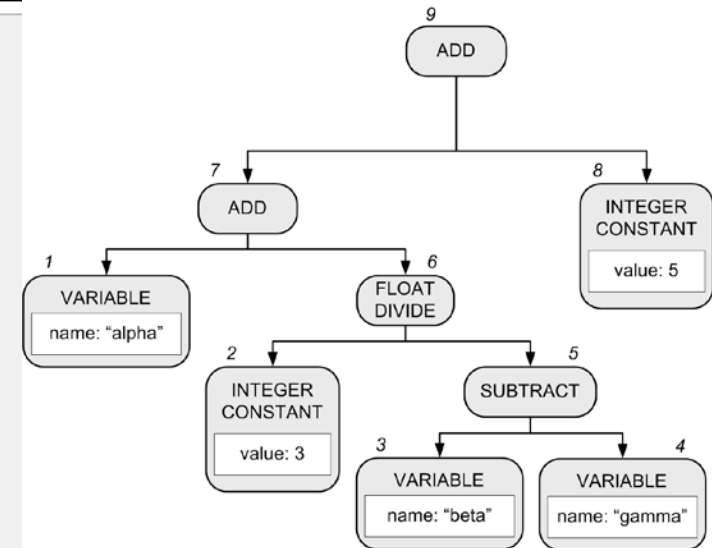 9
ADD
7
ADD
8
INTEGER
CONSTANT
value: 5
1
VARIABLE
name: “alpha”
6
FLOAT
DIVIDE
2
INTEGER
CONSTANT
value: 3
5
SUBTRACT
3
VARIABLE
name: “beta”
4
VARIABLE
name: “gamma”